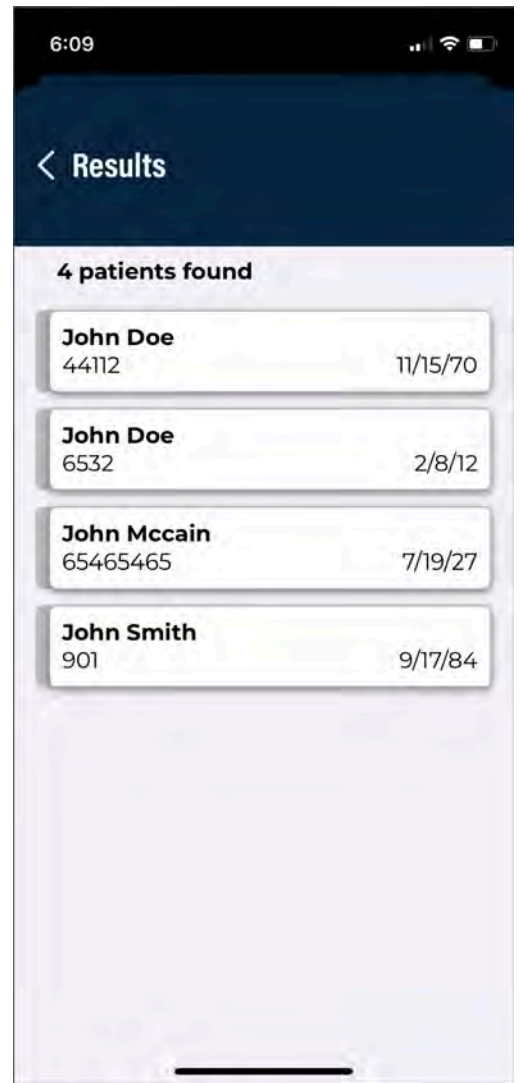 6:09
Results
4 patients found
John Doe
44112 11/15/70
John Doe
6532 2/8/12
John Mccain
65465465 7/19/27
John Smith
901 9/17/84